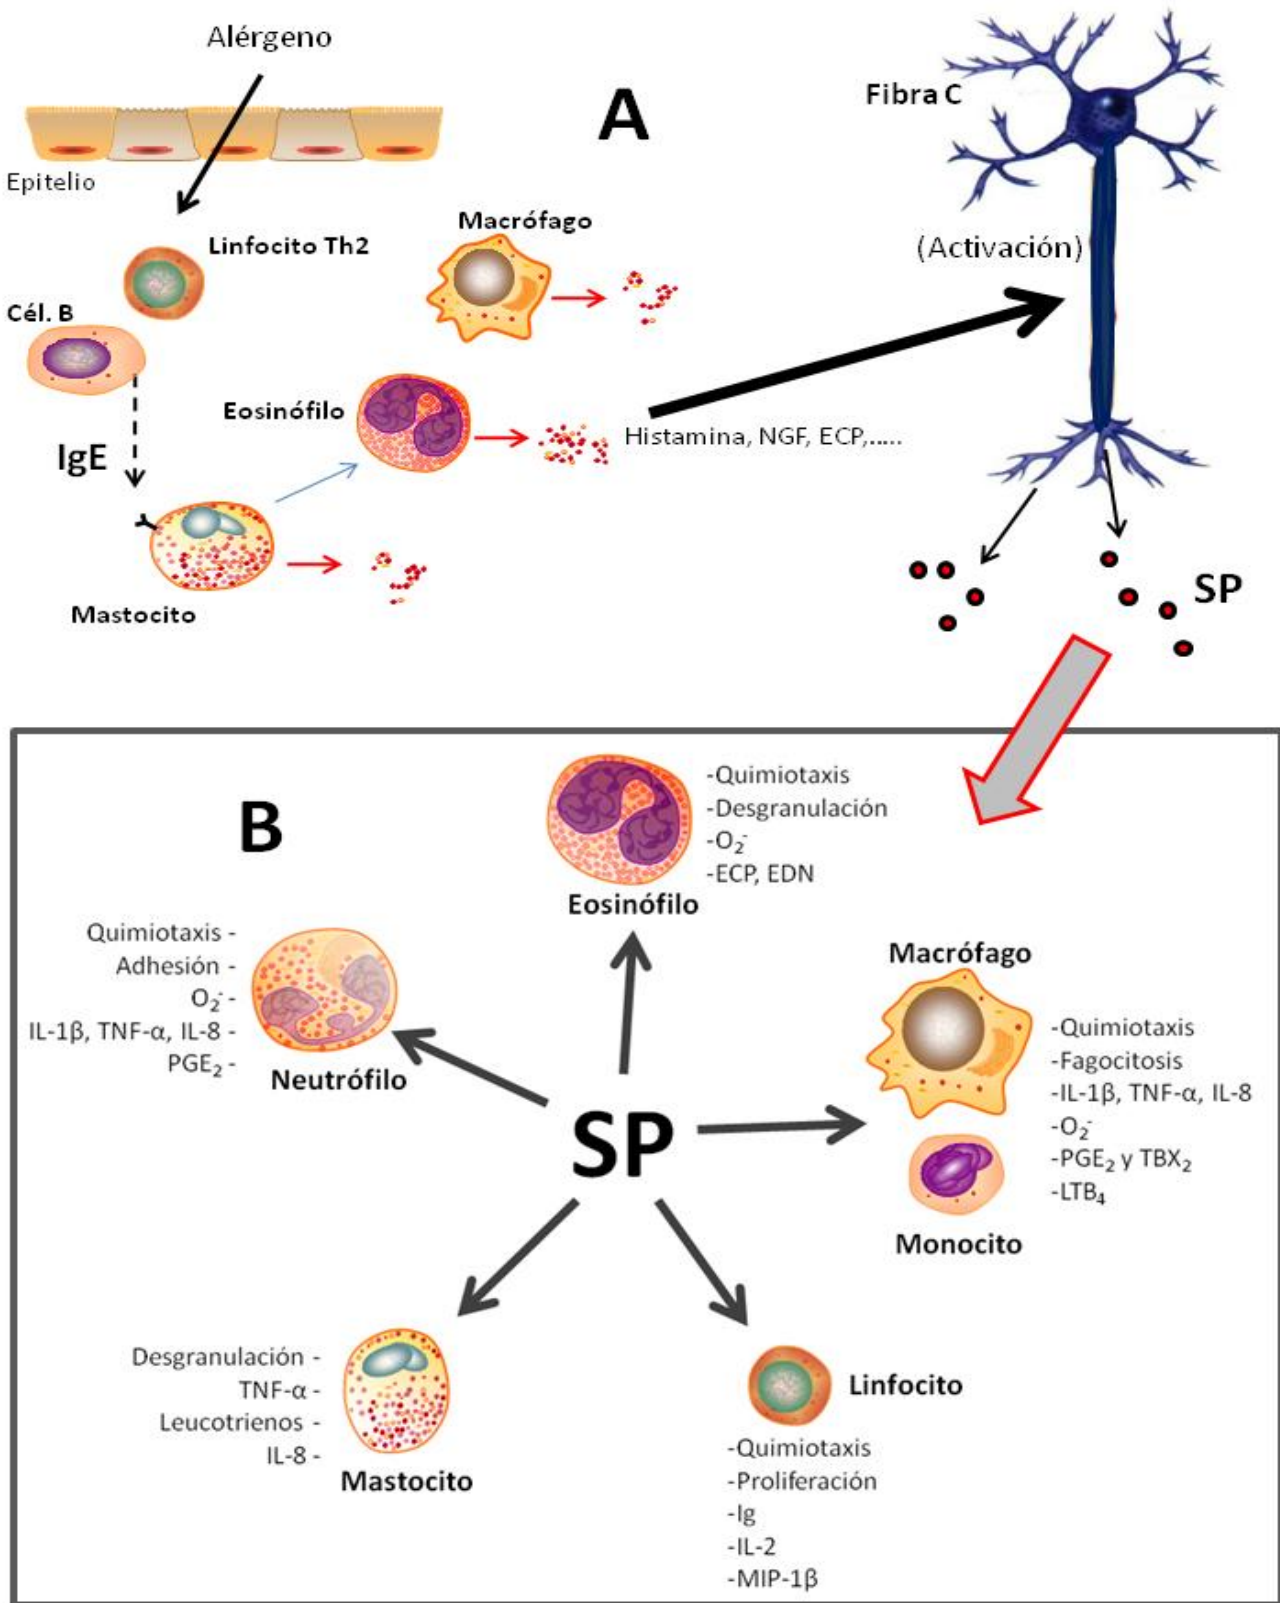 Alérgeno
A
Fibra C
Epitelio
Linfocito Th2
Macrófago
(Activación)
Cél. B
Eosinófilo
Histamina, NGF, ECP,.....
IgE
Mastocito
SP
B
-Quimiotaxis
-Desgranulación
-O₂⁻
-ECP, EDN
Eosinófilo
Quimiotaxis -
Adhesión -
O₂⁻ -
IL-1β, TNF-α, IL-8 -
PGE₂ -
Neutrófilo
Macrófago
-Quimiotaxis
-Fagocitosis
-IL-1β, TNF-α, IL-8
-O₂⁻
-PGE₂ y TBX₂
-LTB₄
Monocito
SP
Desgranulación -
TNF-α -
Leucotrienos -
IL-8 -
Mastocito
Linfocito
-Quimiotaxis
-Proliferación
-Ig
-IL-2
-MIP-1β